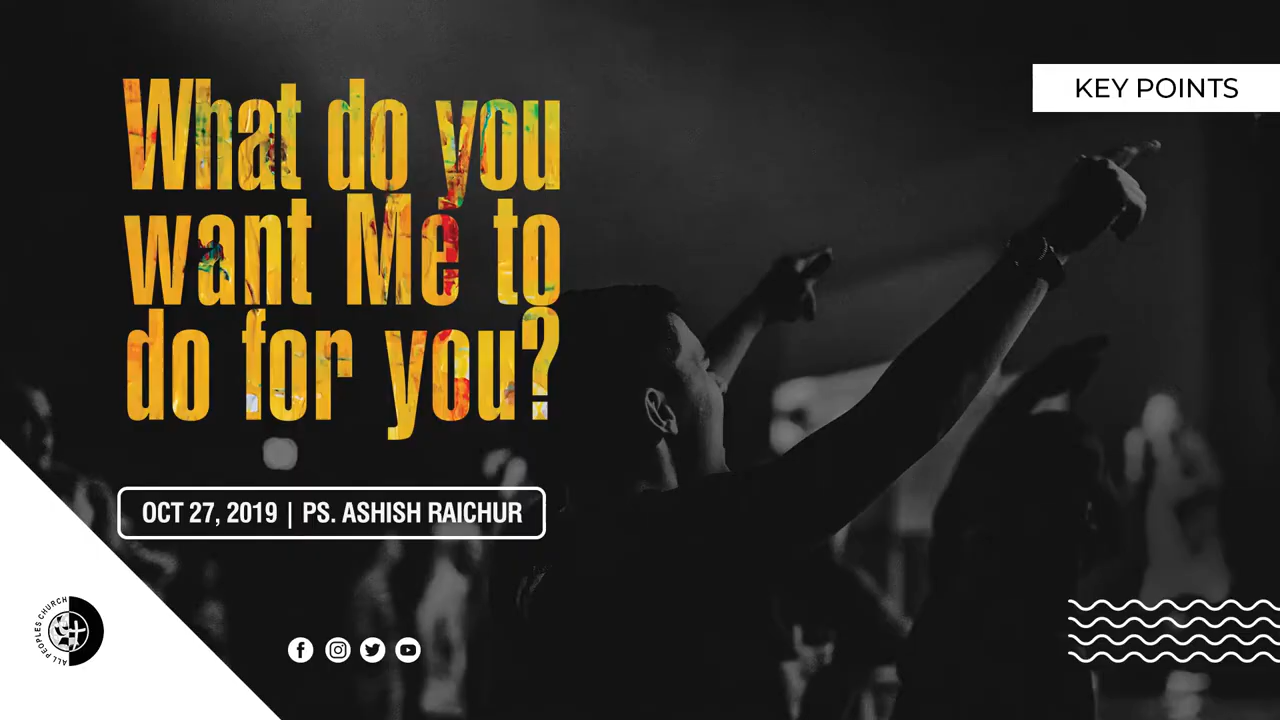 What do you
want Me to
do for you?
KEY POINTS
OCT 27, 2019 | PS. ASHISH RAICHUR
ALL PEOPLES CHURCH